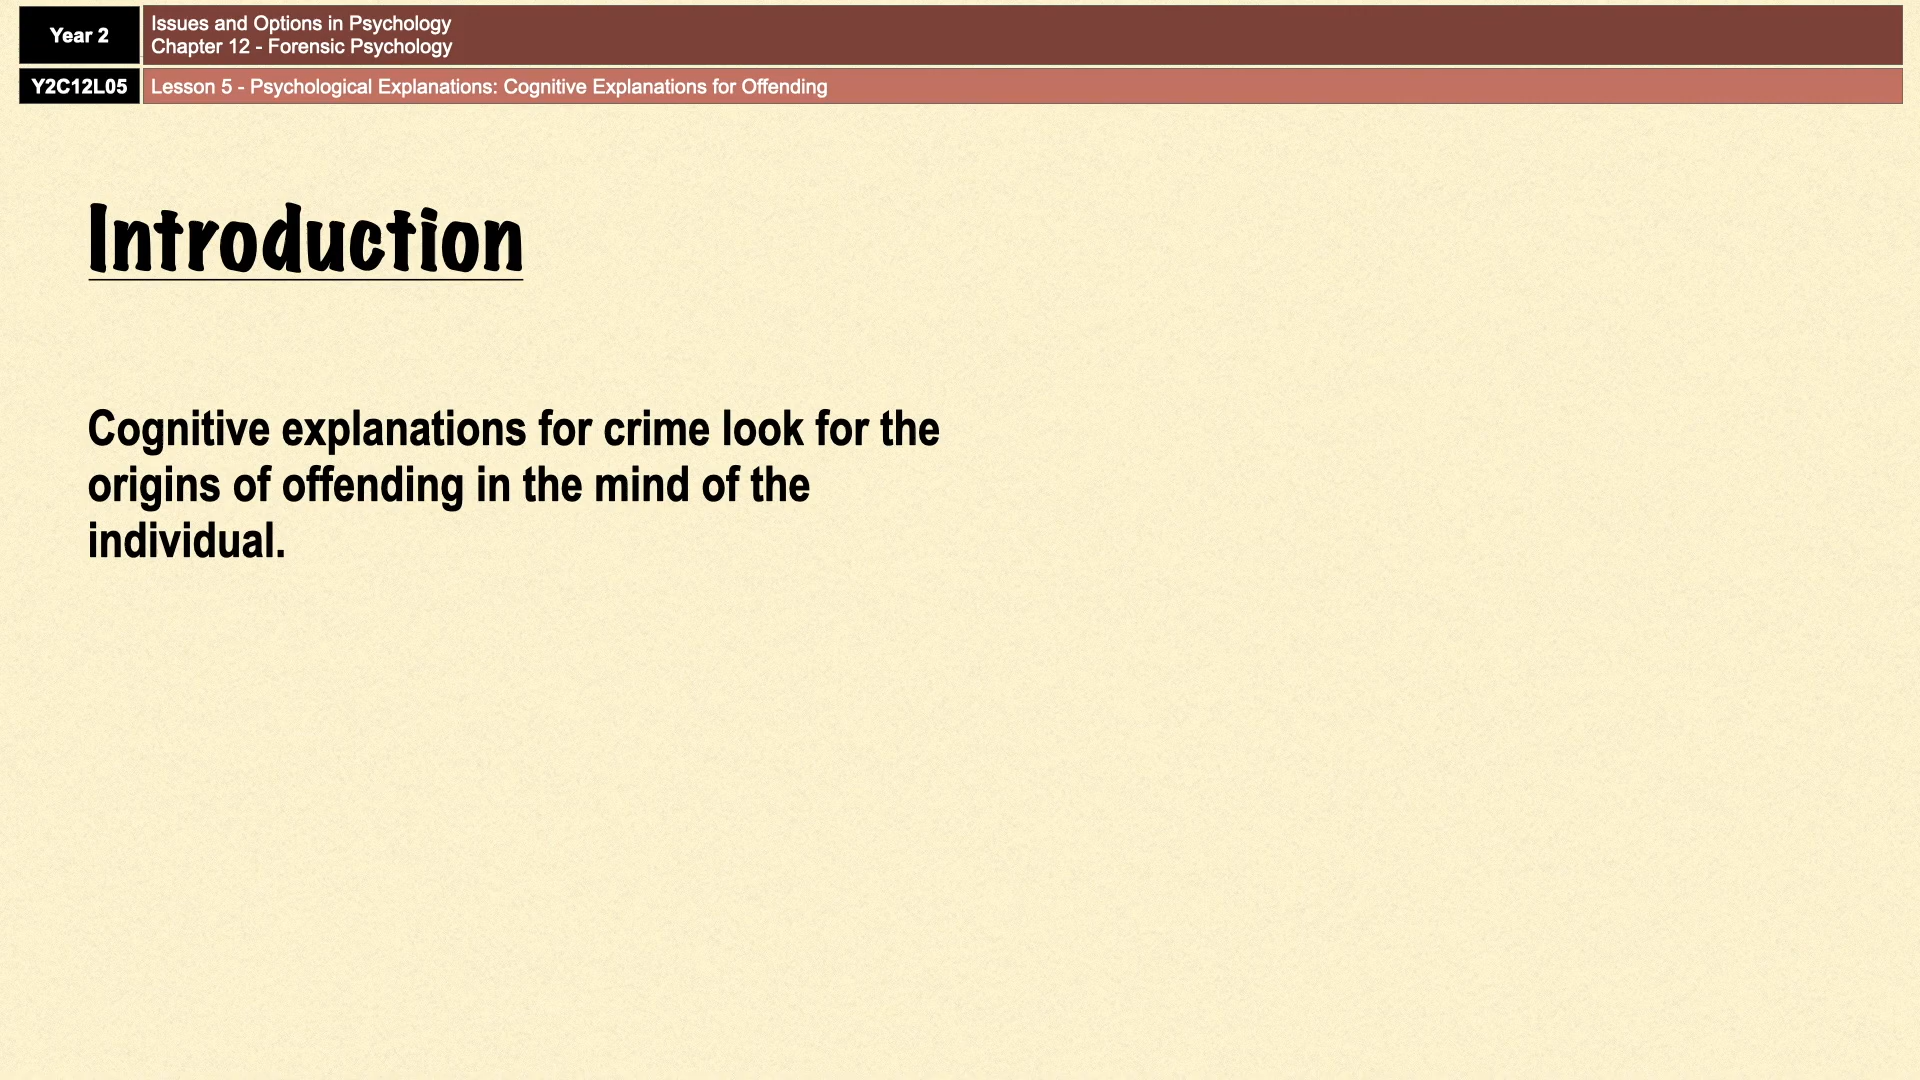 Year 2
Issues and Options in Psychology
Chapter 12 - Forensic Psychology
Y2C12L05
Lesson 5 - Psychological Explanations: Cognitive Explanations for Offending
Introduction
Cognitive explanations for crime look for the
origins of offending in the mind of the
individual.